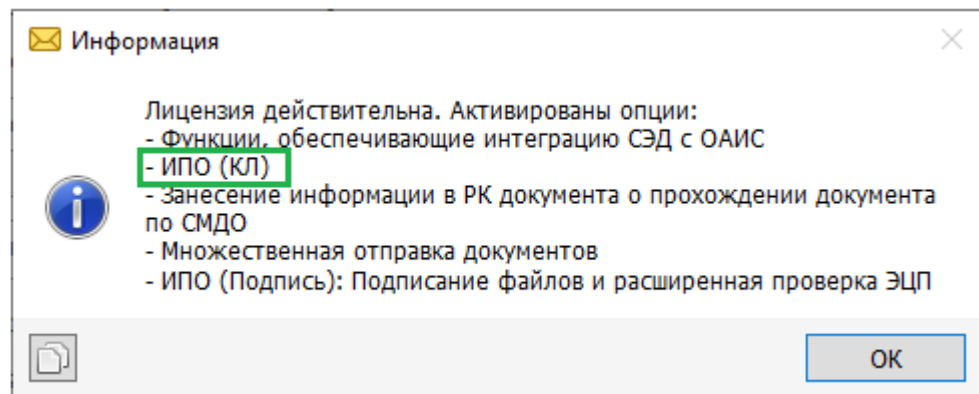 Информация
Лицензия действительна. Активированы опции:
- Функции, обеспечивающие интеграцию СЭД с ОАИС
- ИПО (КЛ)
- Занесение информации в РК документа о прохождении документа
по СМДО
- Множественная отправка документов
- ИПО (Подпись): Подписание файлов и расширенная проверка ЭЦП
ОК